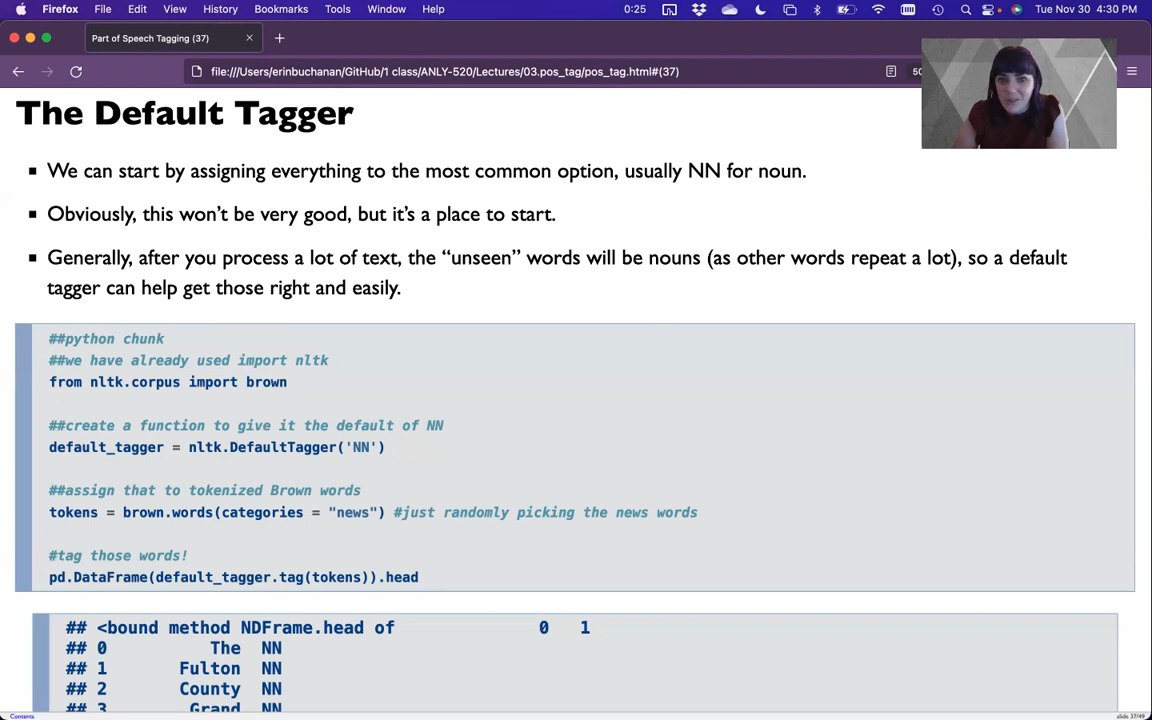 Firefox File Edit View History Bookmarks Tools Window Help 0:25 Tue Nov 30 4:30 PM
Part of Speech Tagging (37)
file:///Users/erinbuchanan/GitHub/1 class/ANLY-520/Lectures/03.pos_tag/pos_tag.html#(37) 50
The Default Tagger
▪ We can start by assigning everything to the most common option, usually NN for noun.
▪ Obviously, this won't be very good, but it's a place to start.
▪ Generally, after you process a lot of text, the “unseen” words will be nouns (as other words repeat a lot), so a default
tagger can help get those right and easily.
##python chunk
##we have already used import nltk
from nltk.corpus import brown
##create a function to give it the default of NN
default_tagger = nltk.DefaultTagger('NN')
##assign that to tokenized Brown words
tokens = brown.words(categories = "news") #just randomly picking the news words
#tag those words!
pd.DataFrame(default_tagger.tag(tokens)).head
## <bound method NDFrame.head of 0 1
## 0 The NN
## 1 Fulton NN
## 2 County NN
## 3 Grand NN
Contents slide 37/49